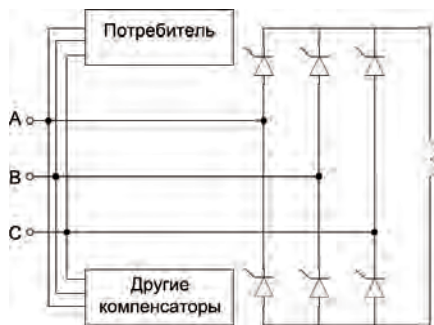 Потребитель
A
B
C
Другие
компенсаторы